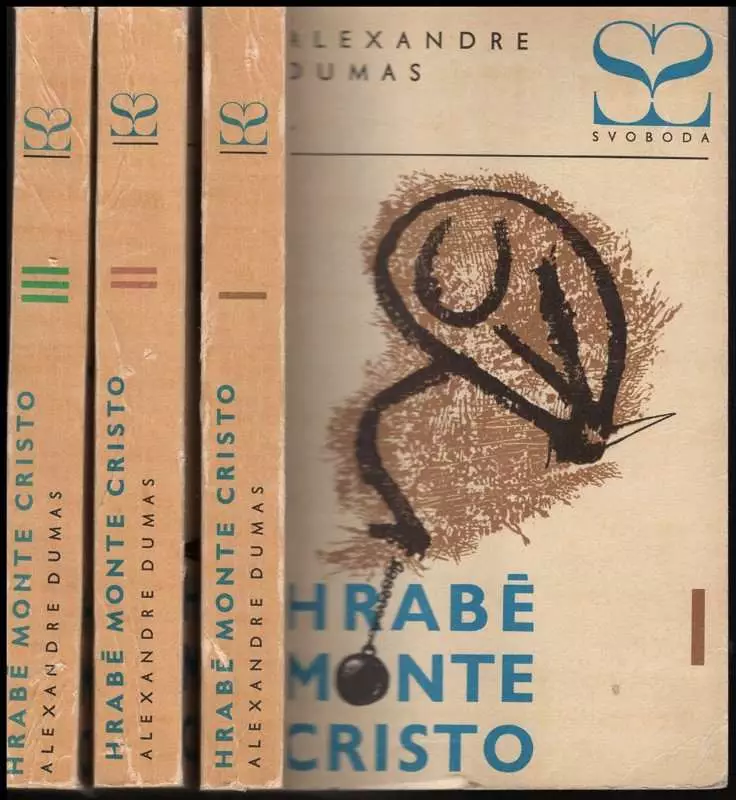 HRABĚ MONTE CRISTO
ALEXANDRE DUMAS
III
HRABĚ MONTE CRISTO
ALEXANDRE DUMAS
II
HRABĚ MONTE CRISTO
ALEXANDRE DUMAS
I
ALEXANDRE
DUMAS
SVOBODA
HRABĚ
MONTE
CRISTO
I